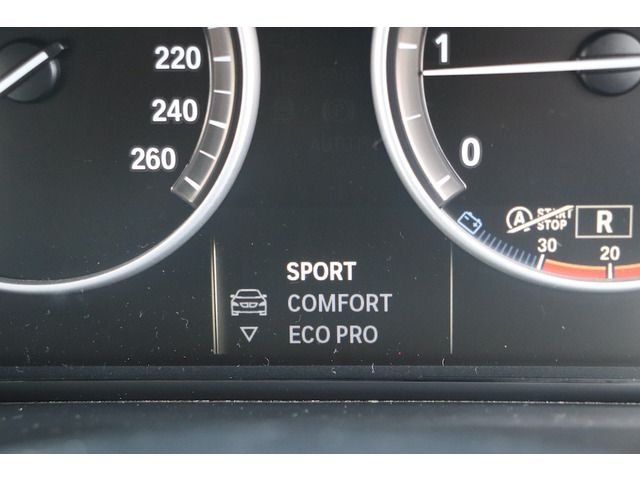 220
240
260
1
0
A START STOP
R
30
20
SPORT
COMFORT
ECO PRO